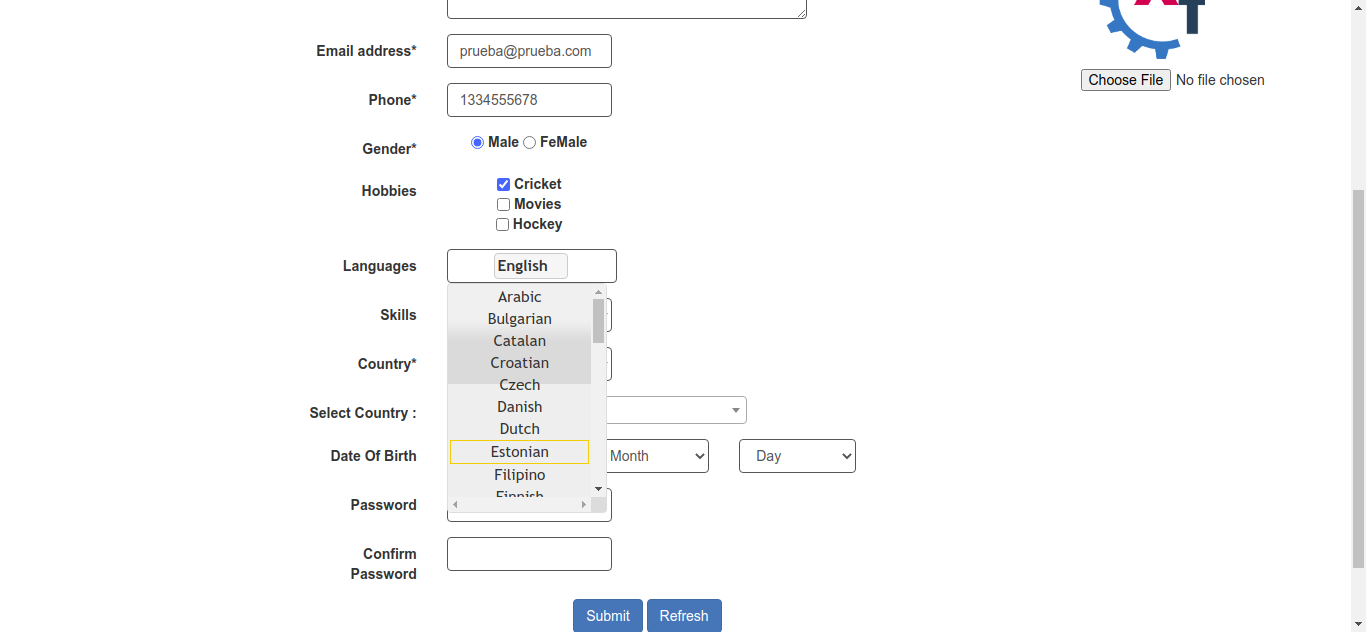 Email address*
prueba@prueba.com
Choose File No file chosen
Phone*
1334555678
Gender*
Male FeMale
Hobbies
Cricket
Movies
Hockey
Languages
English
Arabic
Bulgarian
Catalan
Croatian
Czech
Danish
Dutch
Estonian
Filipino
Finnish
Skills
Country*
Select Country :
Date Of Birth
Month
Day
Password
Confirm
Password
Submit
Refresh